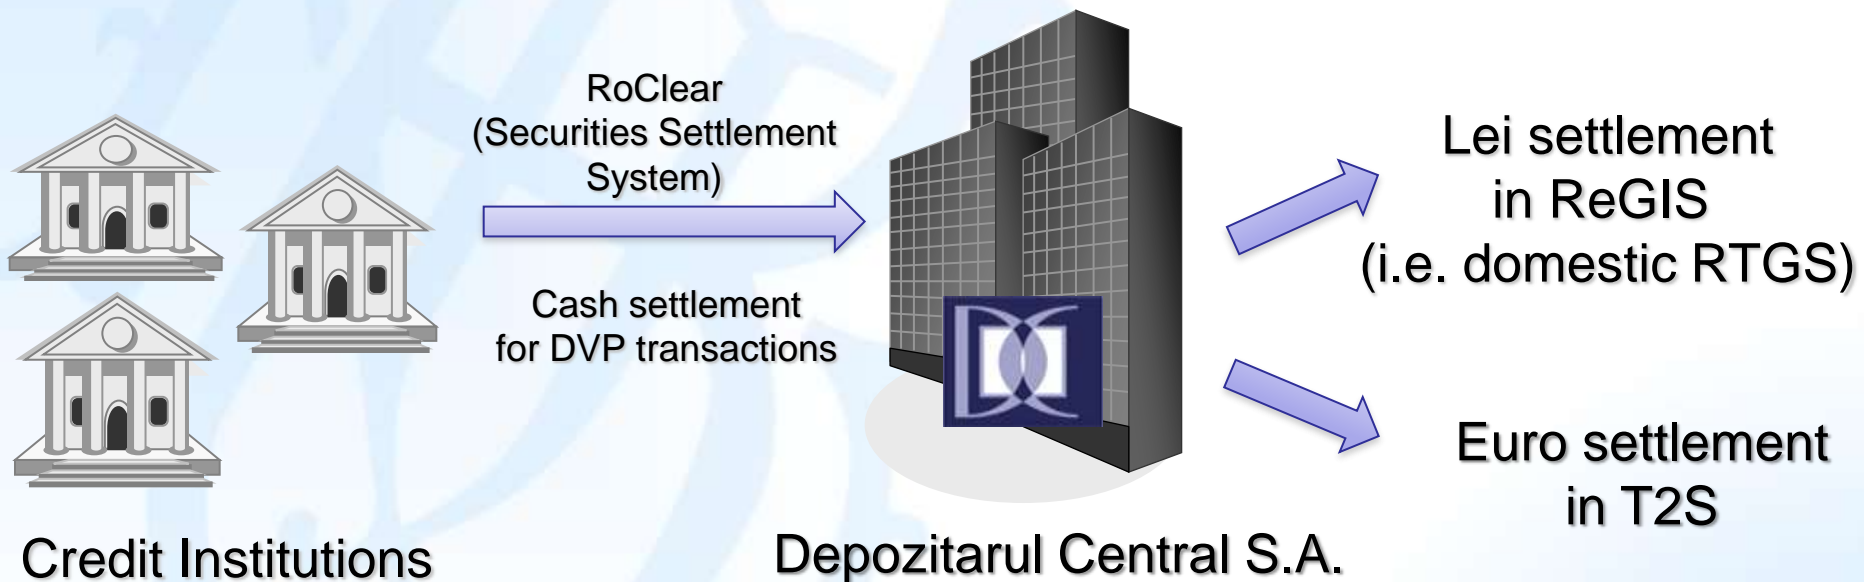 RoClear
(Securities Settlement
System)
Cash settlement
for DVP transactions
Credit Institutions
Depozitarul Central S.A.
Lei settlement
in ReGIS
(i.e. domestic RTGS)
Euro settlement
in T2S